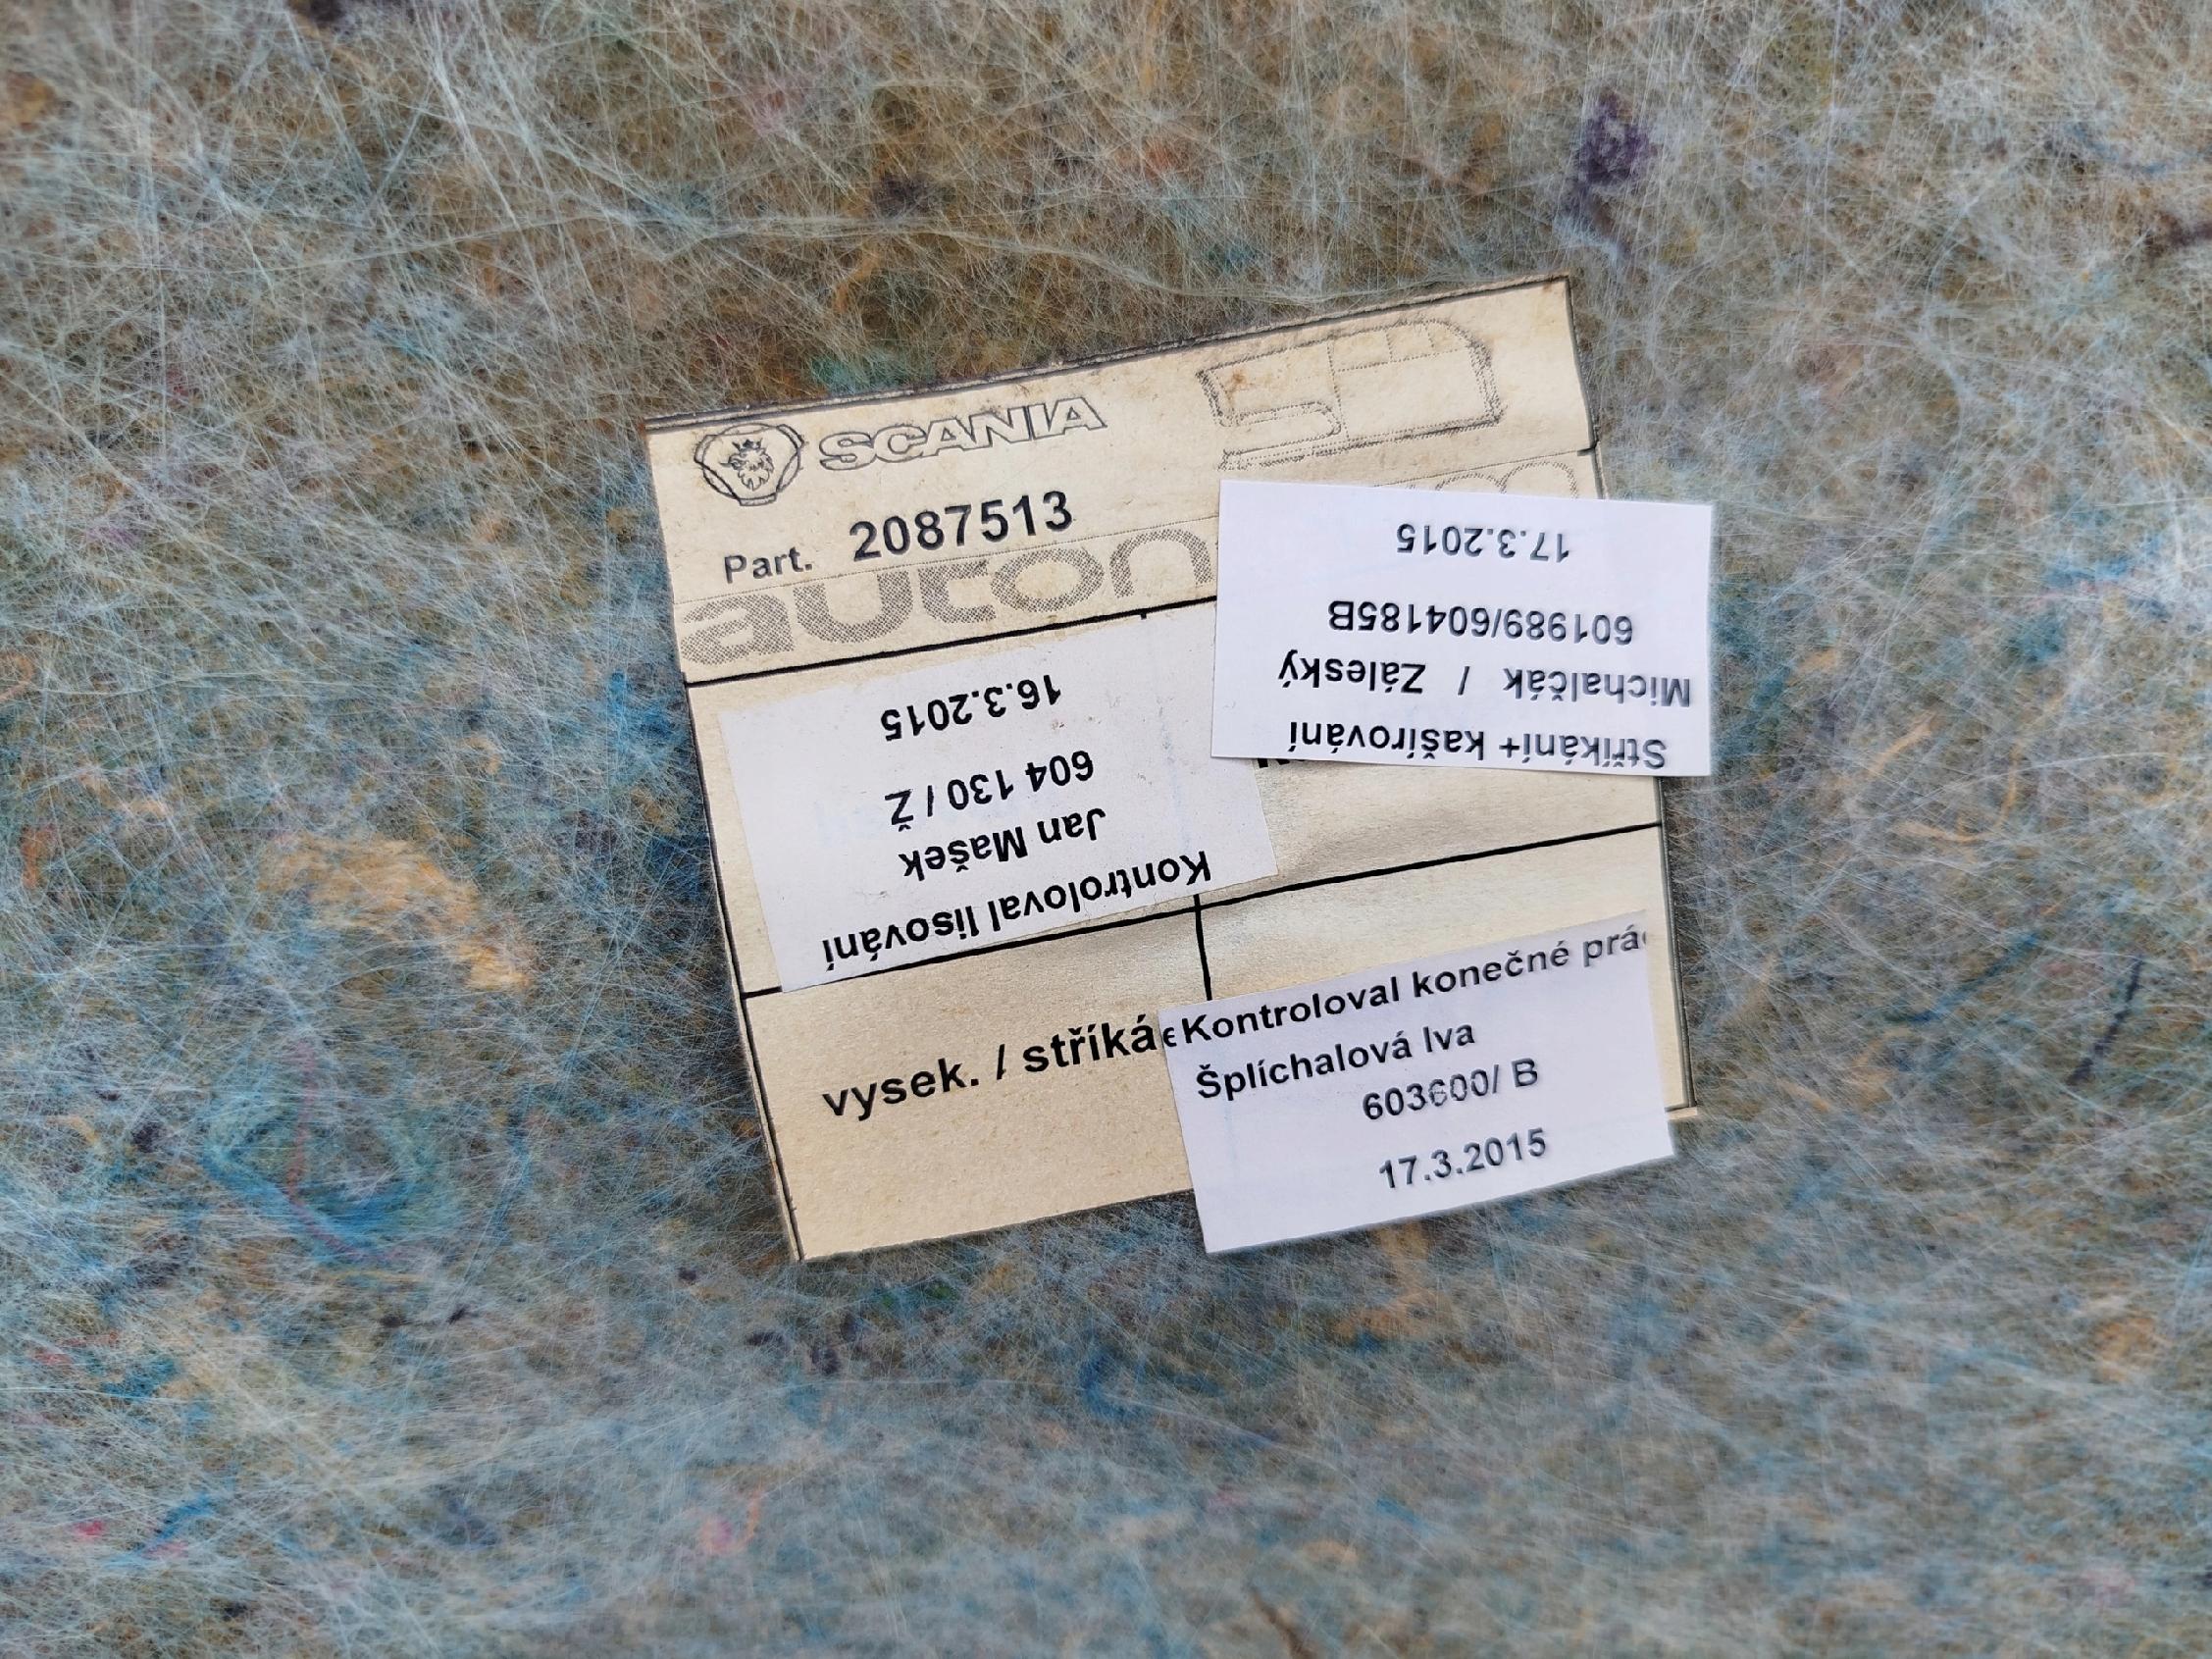 SCANIA
Part. 2087513
Stříkání+ kašírování
Michalčák / Záleský
601989/604185B
17.3.2015
Kontroloval lisování
Jan Mašek
604 130 / Ž
16.3.2015
vysek. / stříká
Kontroloval konečné
Šplíchalová Iva
603600/ B
17.3.2015